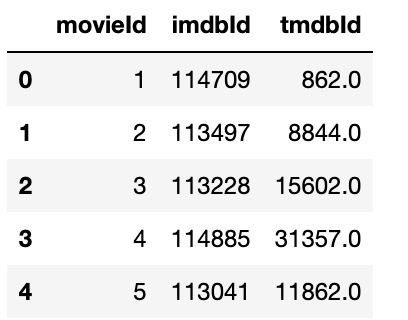 movieId imdbId tmdbId
0 1 114709 862.0
1 2 113497 8844.0
2 3 113228 15602.0
3 4 114885 31357.0
4 5 113041 11862.0